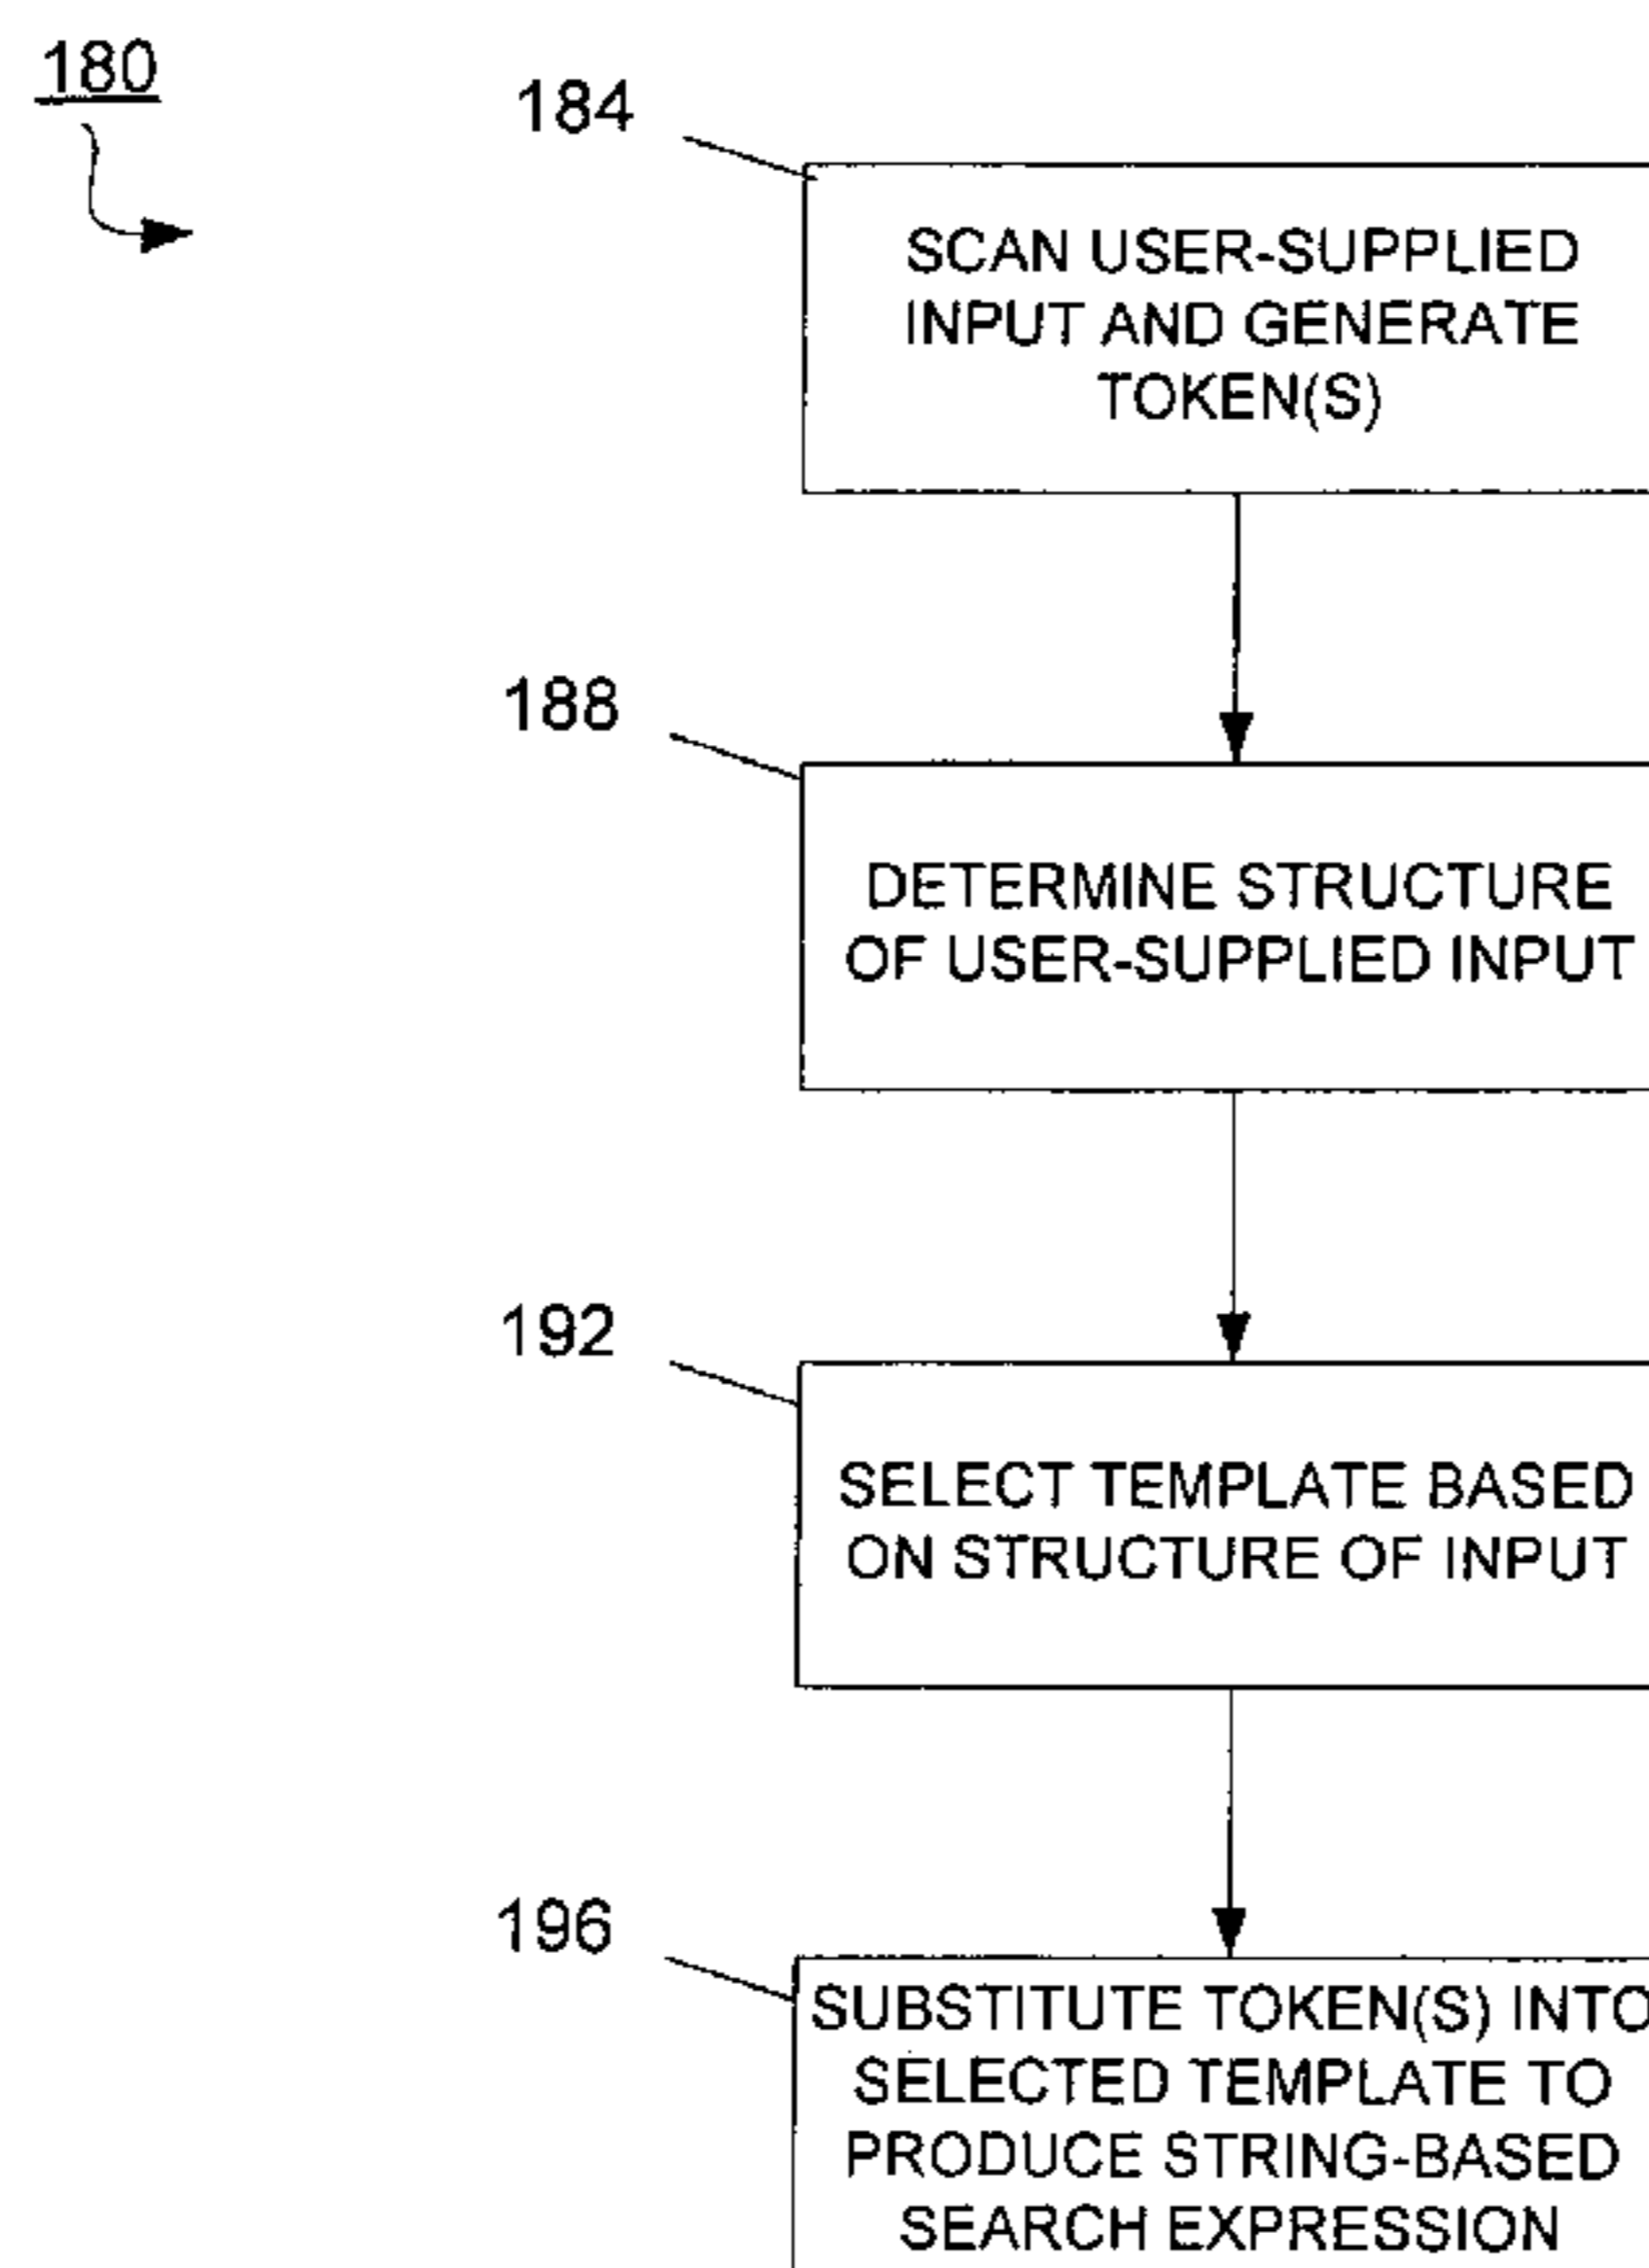 180
184
SCAN USER-SUPPLIED
INPUT AND GENERATE
TOKEN(S)
188
DETERMINE STRUCTURE
OF USER-SUPPLIED INPUT
192
SELECT TEMPLATE BASED
ON STRUCTURE OF INPUT
196
SUBSTITUTE TOKEN(S) INTO
SELECTED TEMPLATE TO
PRODUCE STRING-BASED
SEARCH EXPRESSION